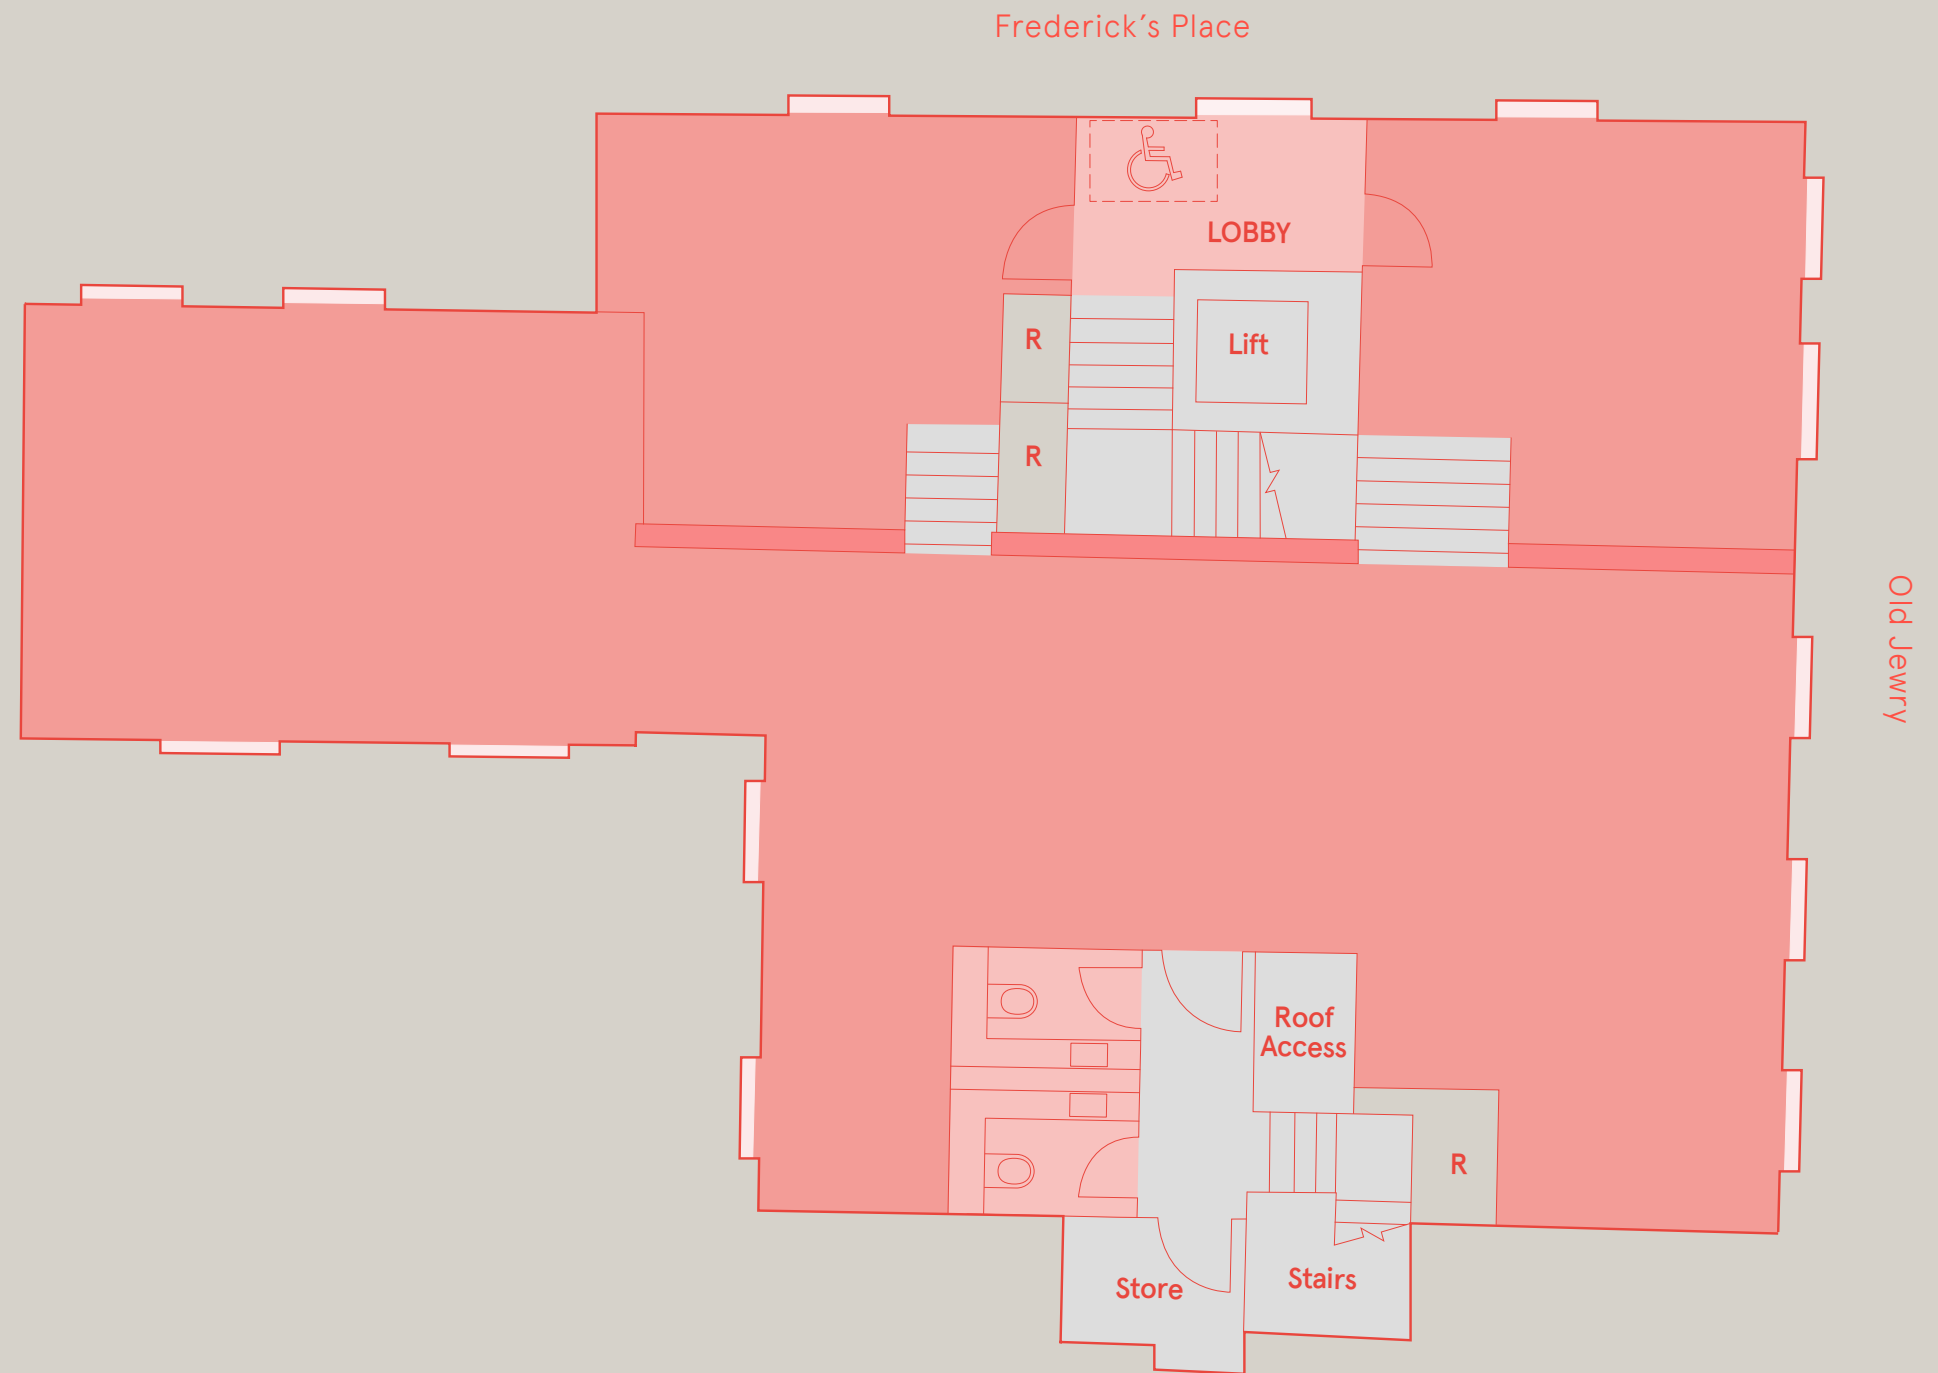 Frederick’s Place
LOBBY
R
Lift
R
Old Jewry
Roof
Access
R
Store
Stairs